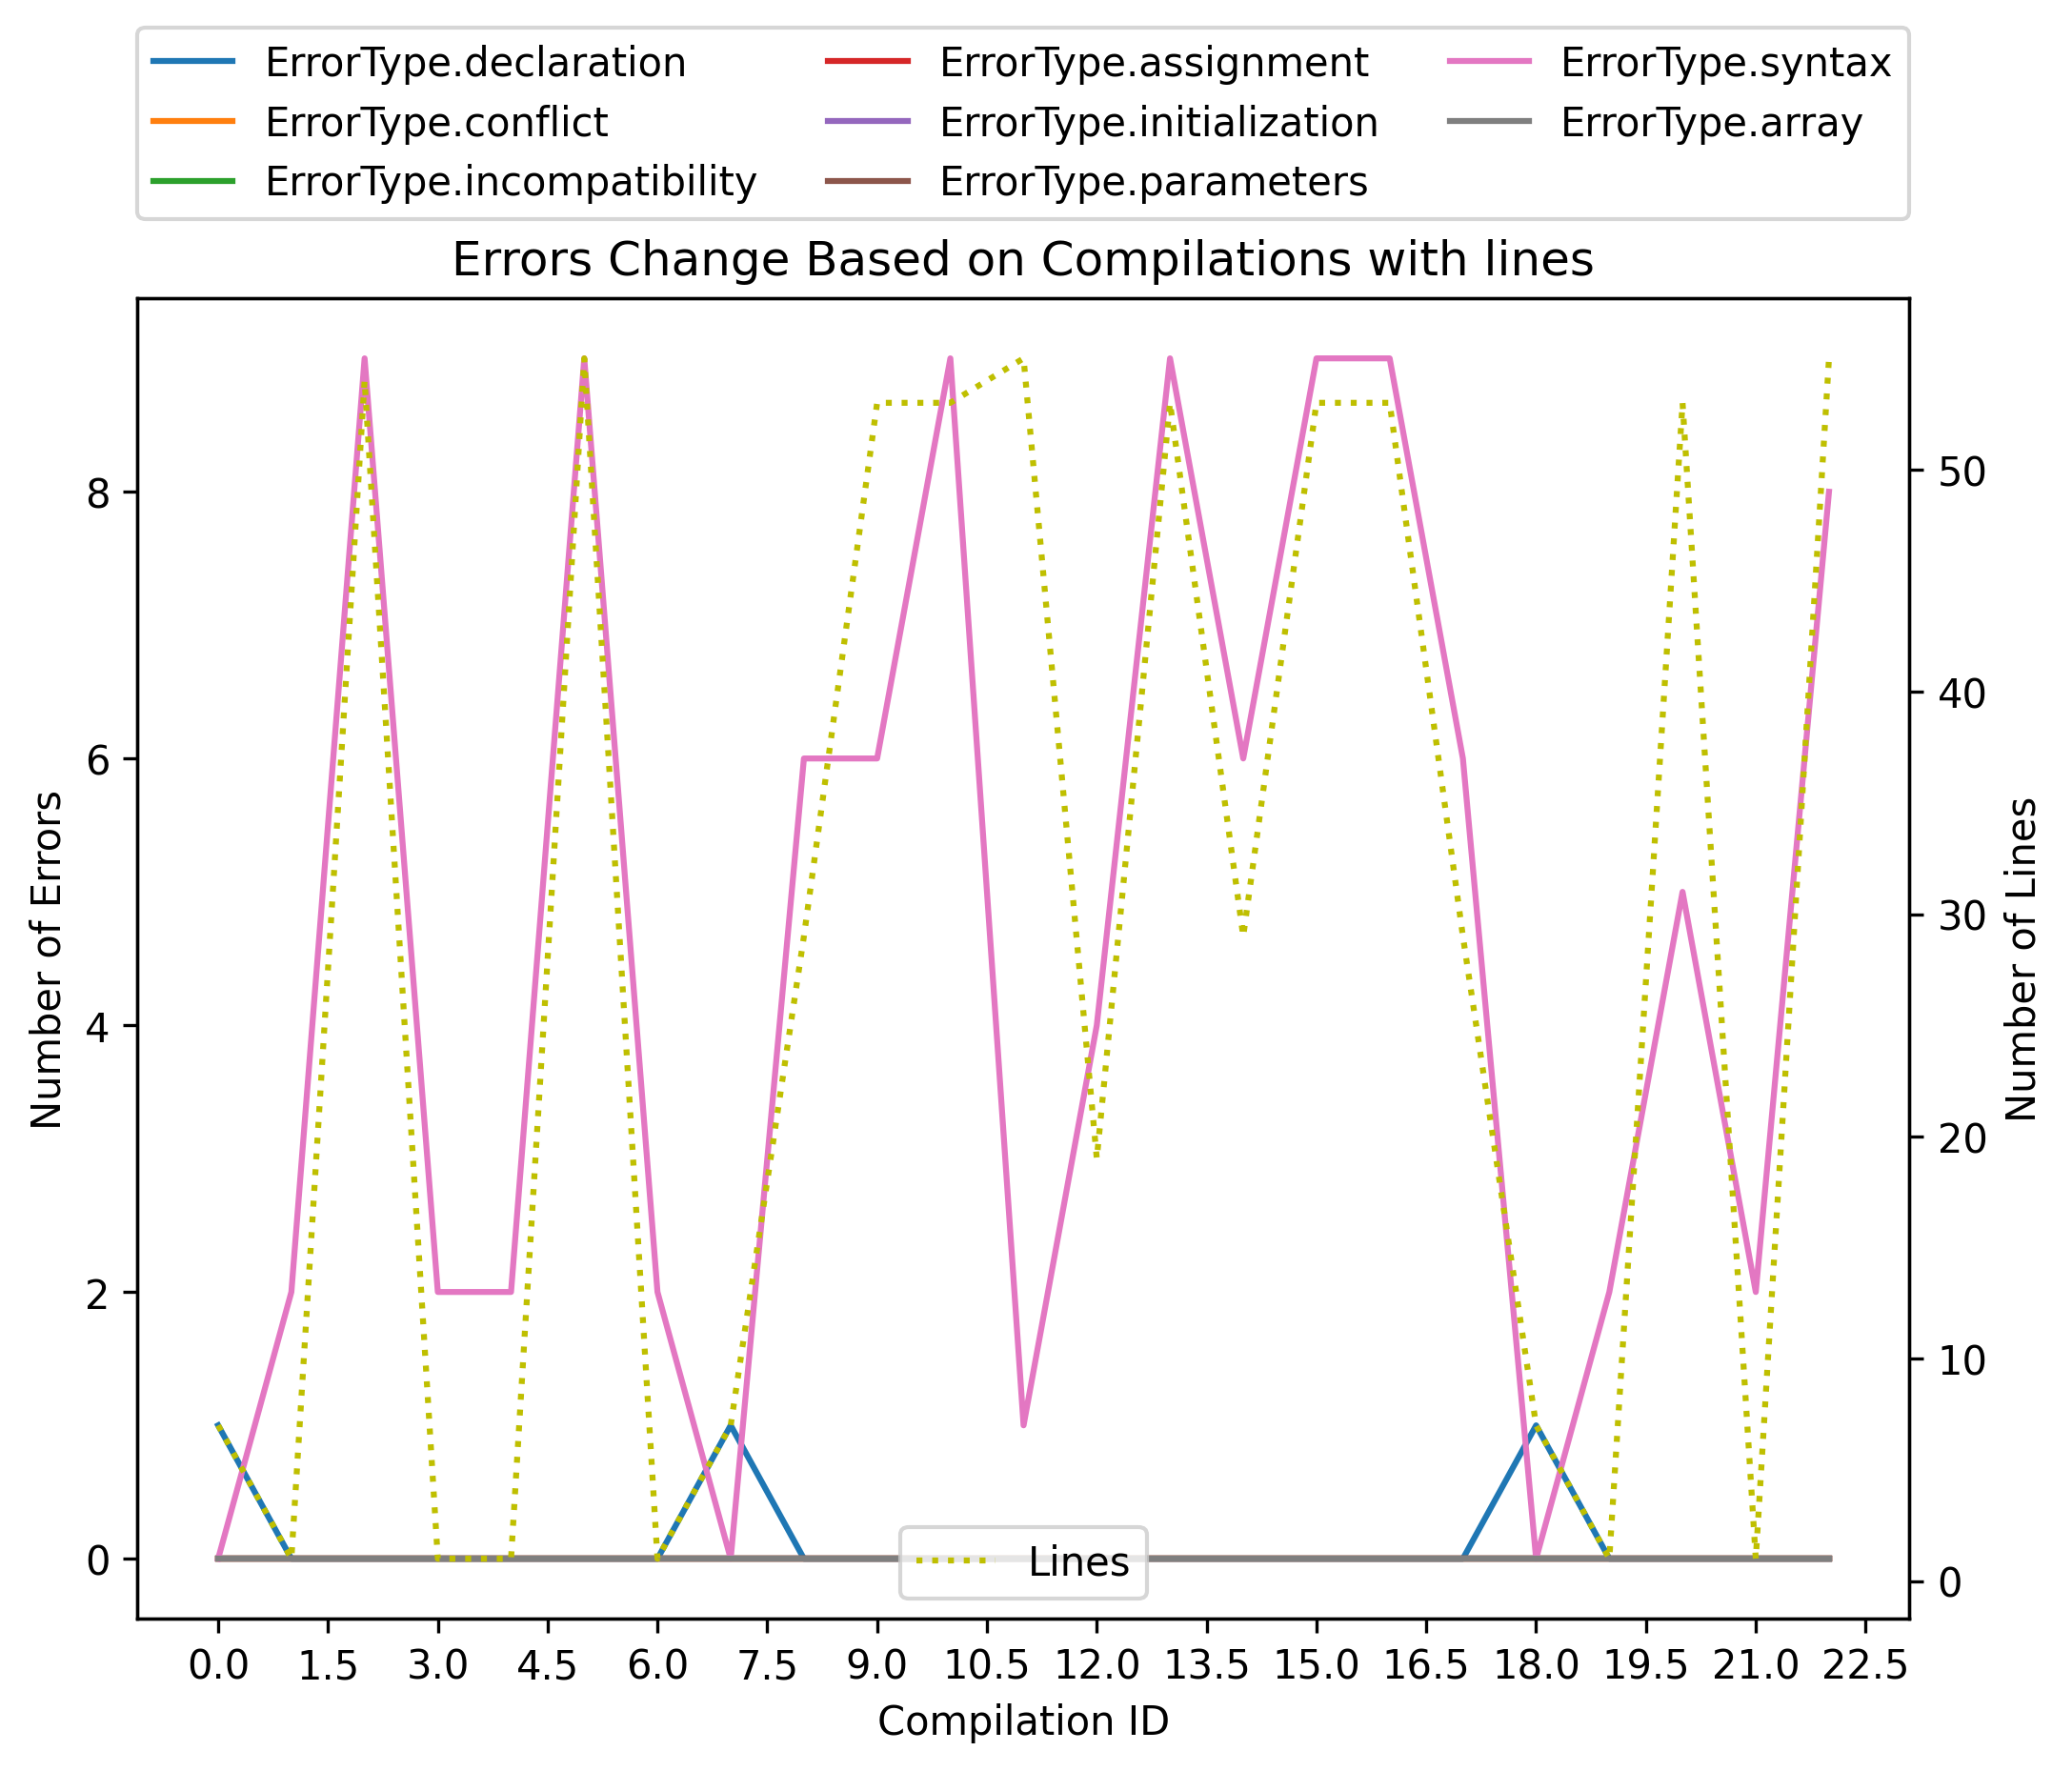 ErrorType.declaration
ErrorType.conflict
ErrorType.incompatibility
ErrorType.assignment
ErrorType.initialization
ErrorType.parameters
ErrorType.syntax
ErrorType.array
Errors Change Based on Compilations with lines
Number of Errors
8
6
4
2
0
50
40
30
20
10
0
Number of Lines
Lines
0.0 1.5 3.0 4.5 6.0 7.5 9.0 10.5 12.0 13.5 15.0 16.5 18.0 19.5 21.0 22.5
Compilation ID